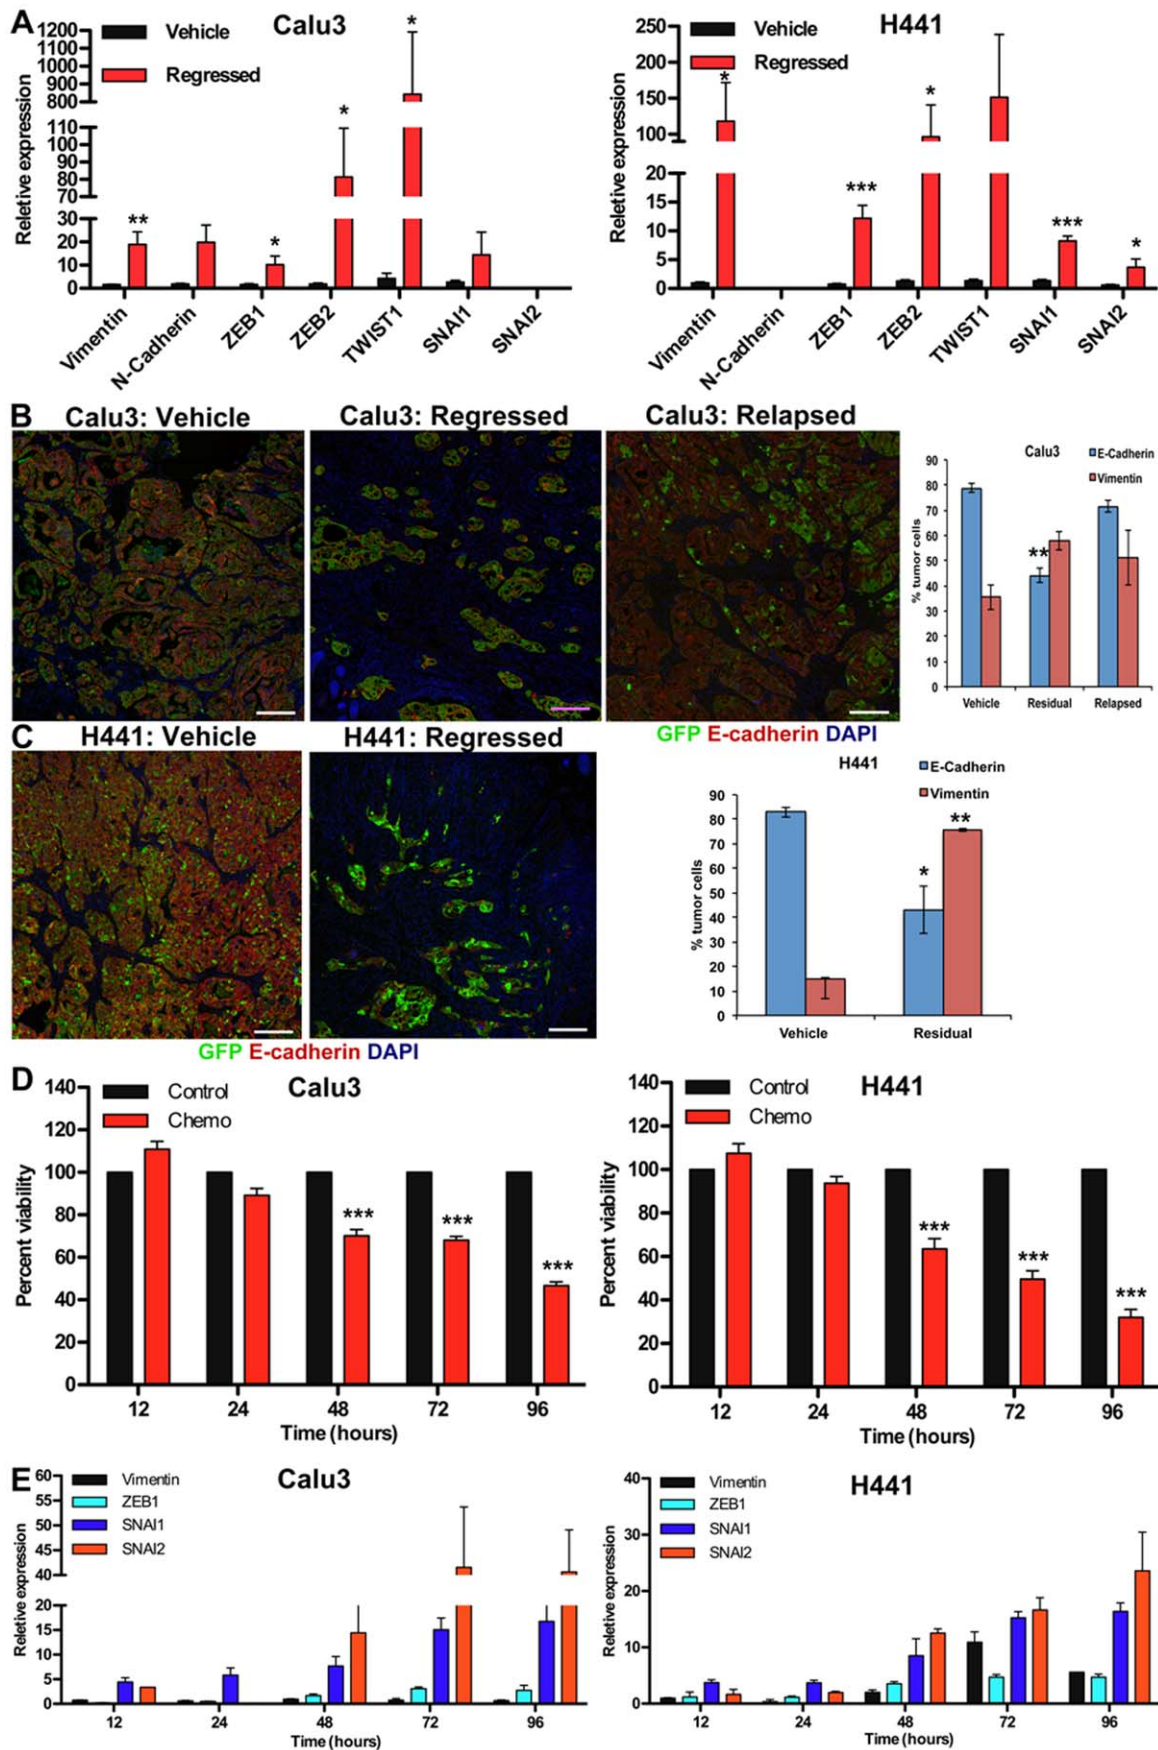 A
Calu3
Vehicle
Regressed
Reletive expression
1200
1100
1000
900
800
110
100
90
80
70
30
20
10
0
** * * *
Vimentin
N-Cadherin
ZEB1
ZEB2
TWIST1
SNAI1
SNAI2
H441
Vehicle
Regressed
Reletive expression
250
200
150
100
20
15
10
5
0
* *** * *** *
Vimentin
N-Cadherin
ZEB1
ZEB2
TWIST1
SNAI1
SNAI2
B
Calu3: Vehicle
Calu3: Regressed
Calu3: Relapsed
Calu3
E-Cadherin
Vimentin
% tumor cells
90
80
70
60
50
40
30
20
10
0
**
Vehicle Residual Relapsed
GFP E-cadherin DAPI
C
H441: Vehicle
H441: Regressed
GFP E-cadherin DAPI
H441
E-Cadherin
Vimentin
% tumor cells
90
80
70
60
50
40
30
20
10
0
* **
Vehicle Residual
D
Calu3
Control
Chemo
Percent viability
140
120
100
80
60
40
20
0
*** *** ***
12 24 48 72 96
Time (hours)
H441
Control
Chemo
Percent viability
140
120
100
80
60
40
20
0
*** *** ***
12 24 48 72 96
Time (hours)
E
Calu3
Vimentin
ZEB1
SNAI1
SNAI2
Reletive expression
60
55
50
45
40
20
15
10
5
0
12 24 48 72 96
Time (hours)
H441
Vimentin
ZEB1
SNAI1
SNAI2
Reletive expression
40
30
20
10
0
12 24 48 72 96
Time (hours)